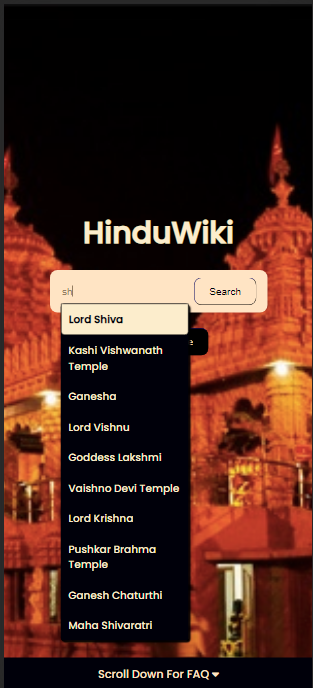 HinduWiki
sh
Search
e
Lord Shiva
Kashi Vishwanath
Temple
Ganesha
Lord Vishnu
Goddess Lakshmi
Vaishno Devi Temple
Lord Krishna
Pushkar Brahma
Temple
Ganesh Chaturthi
Maha Shivaratri
Scroll Down For FAQ